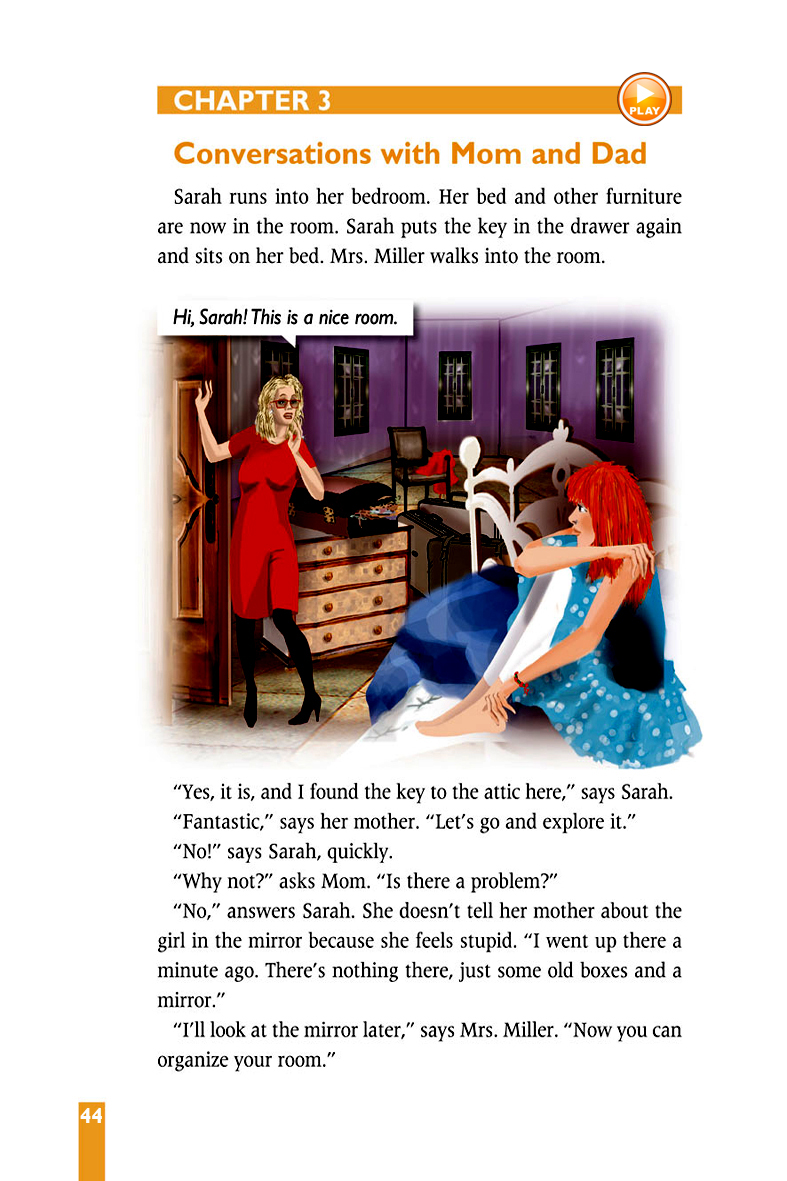 CHAPTER 3
PLAY
Conversations with Mom and Dad
Sarah runs into her bedroom. Her bed and other furniture
are now in the room. Sarah puts the key in the drawer again
and sits on her bed. Mrs. Miller walks into the room.
Hi, Sarah! This is a nice room.
“Yes, it is, and I found the key to the attic here,” says Sarah.
“Fantastic,” says her mother. “Let’s go and explore it.”
“No!” says Sarah, quickly.
“Why not?” asks Mom. “Is there a problem?”
“No,” answers Sarah. She doesn’t tell her mother about the
girl in the mirror because she feels stupid. “I went up there a
minute ago. There’s nothing there, just some old boxes and a
mirror.”
“I’ll look at the mirror later,” says Mrs. Miller. “Now you can
organize your room.”
44